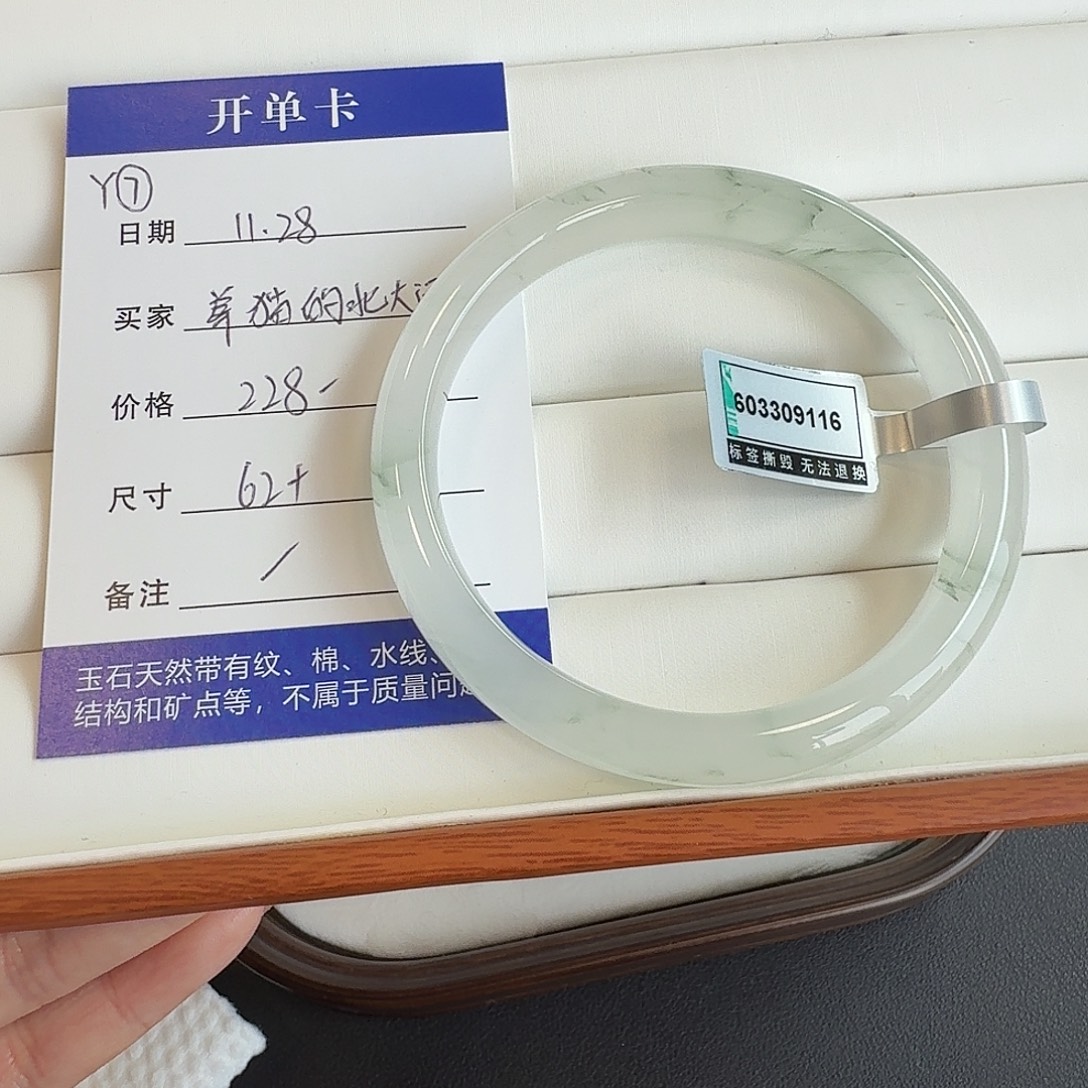 开单卡
Y⑦
日期 11.28
买家 的北大
价格 228-
尺寸 62+
备注 /
玉石天然带有纹、棉、水线、
结构和矿点等，不属于质量问
603309116
标签撕毁 无法退换